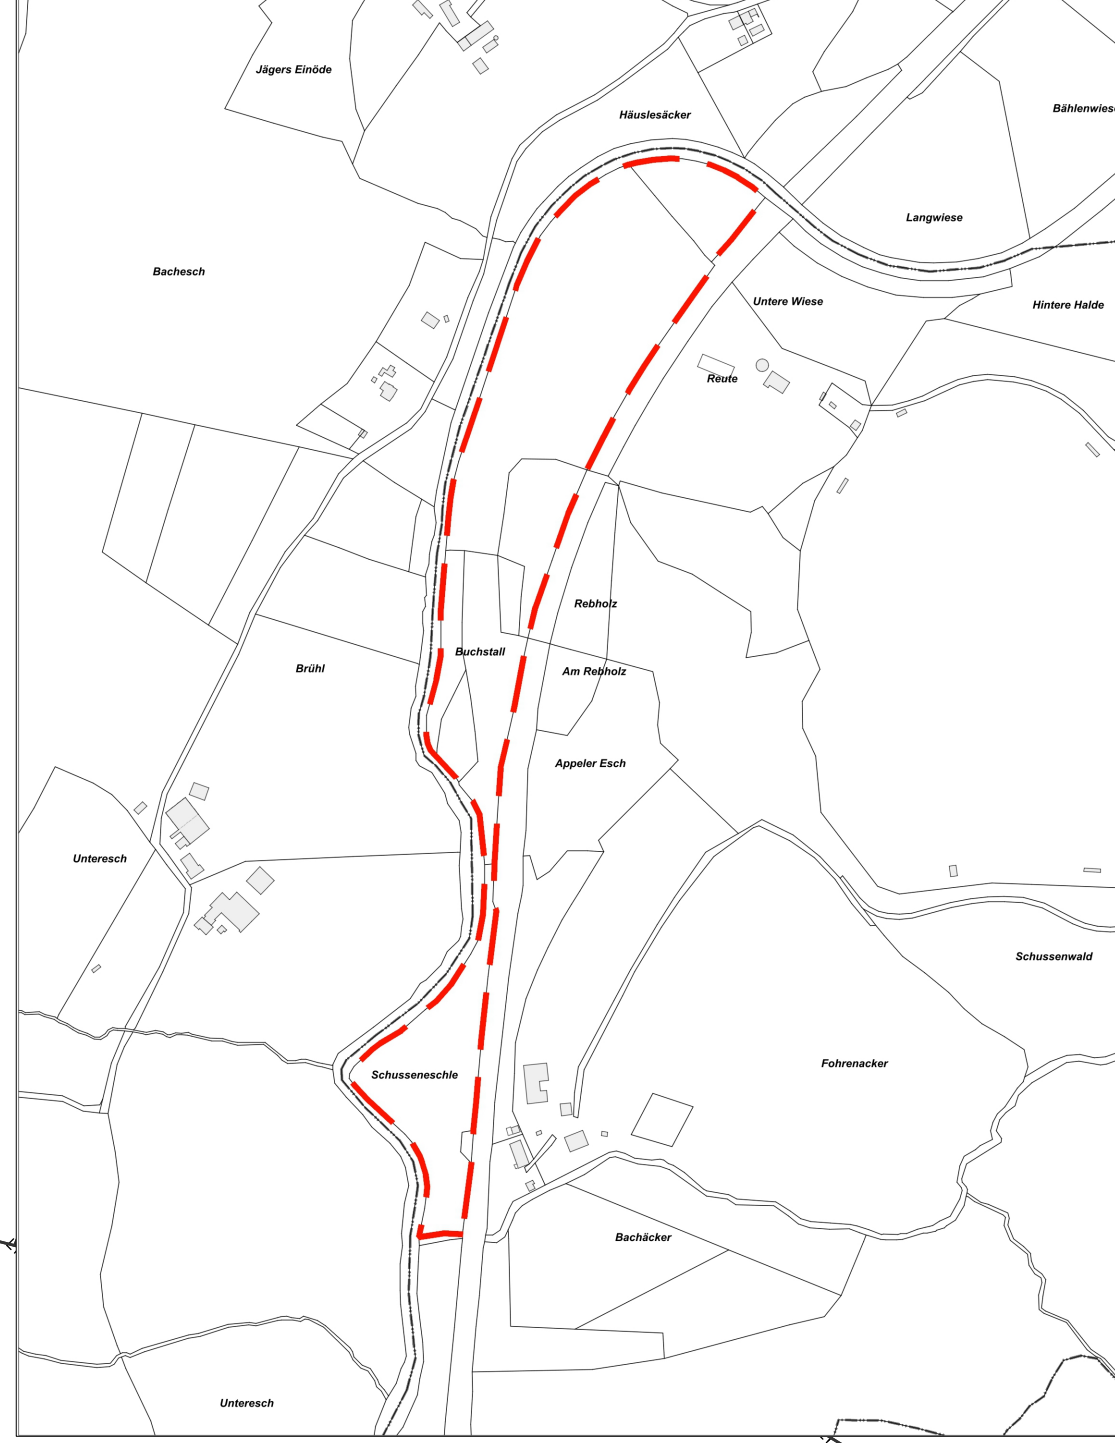 Jägers Einöde
Häuslesäcker
Langwiese
Bachesch
Untere Wiese
Hintere Halde
Reute
Rebholz
Buchstall
Am Rebholz
Brühl
Appeler Esch
Unteresch
Schussenwald
Fohrenacker
Schusseneschle
Bachäcker
Unteresch